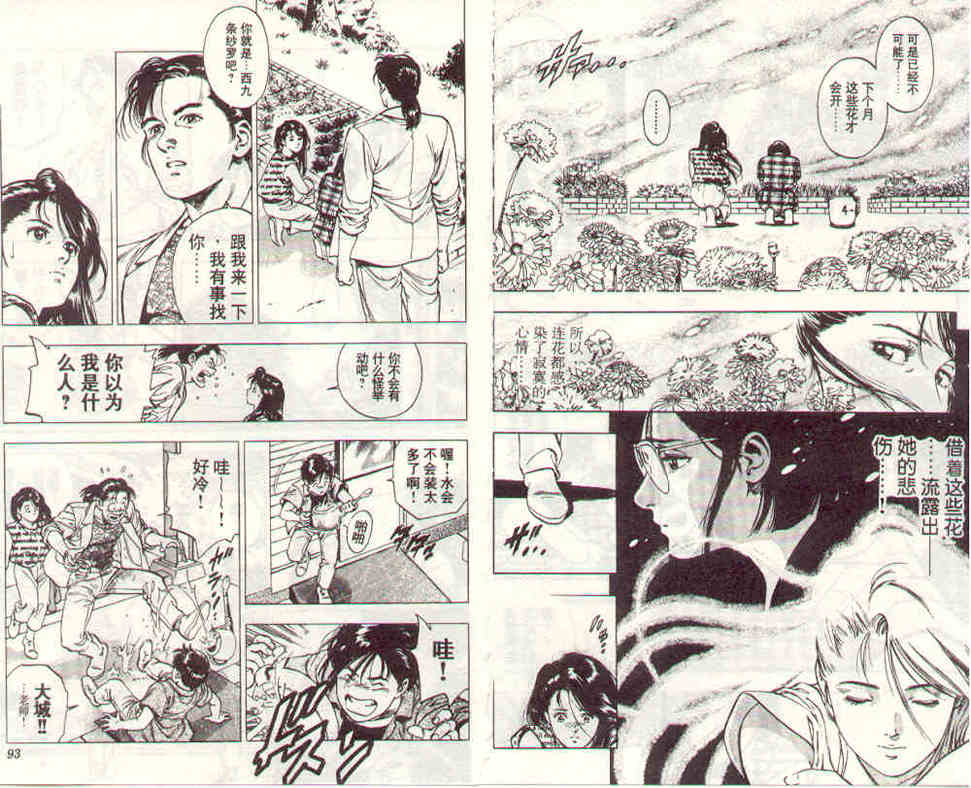 可是已经不
可能了……
下个月
这些花才
会开……
………
所以
连花都感
染了寂寞的
心情……
借着这些花
……流露出
她的悲
伤……！
ザッ…
你就是…西九
条纱罗吧？
跟我来一下
，我有事找
你……
你不会有
什么怪举
动吧？
你以为
我是什
么人？
喔！水会
不会装太
多了啊！
啪
啪
哇！
哇～～～！
好冷！
大城!!
93